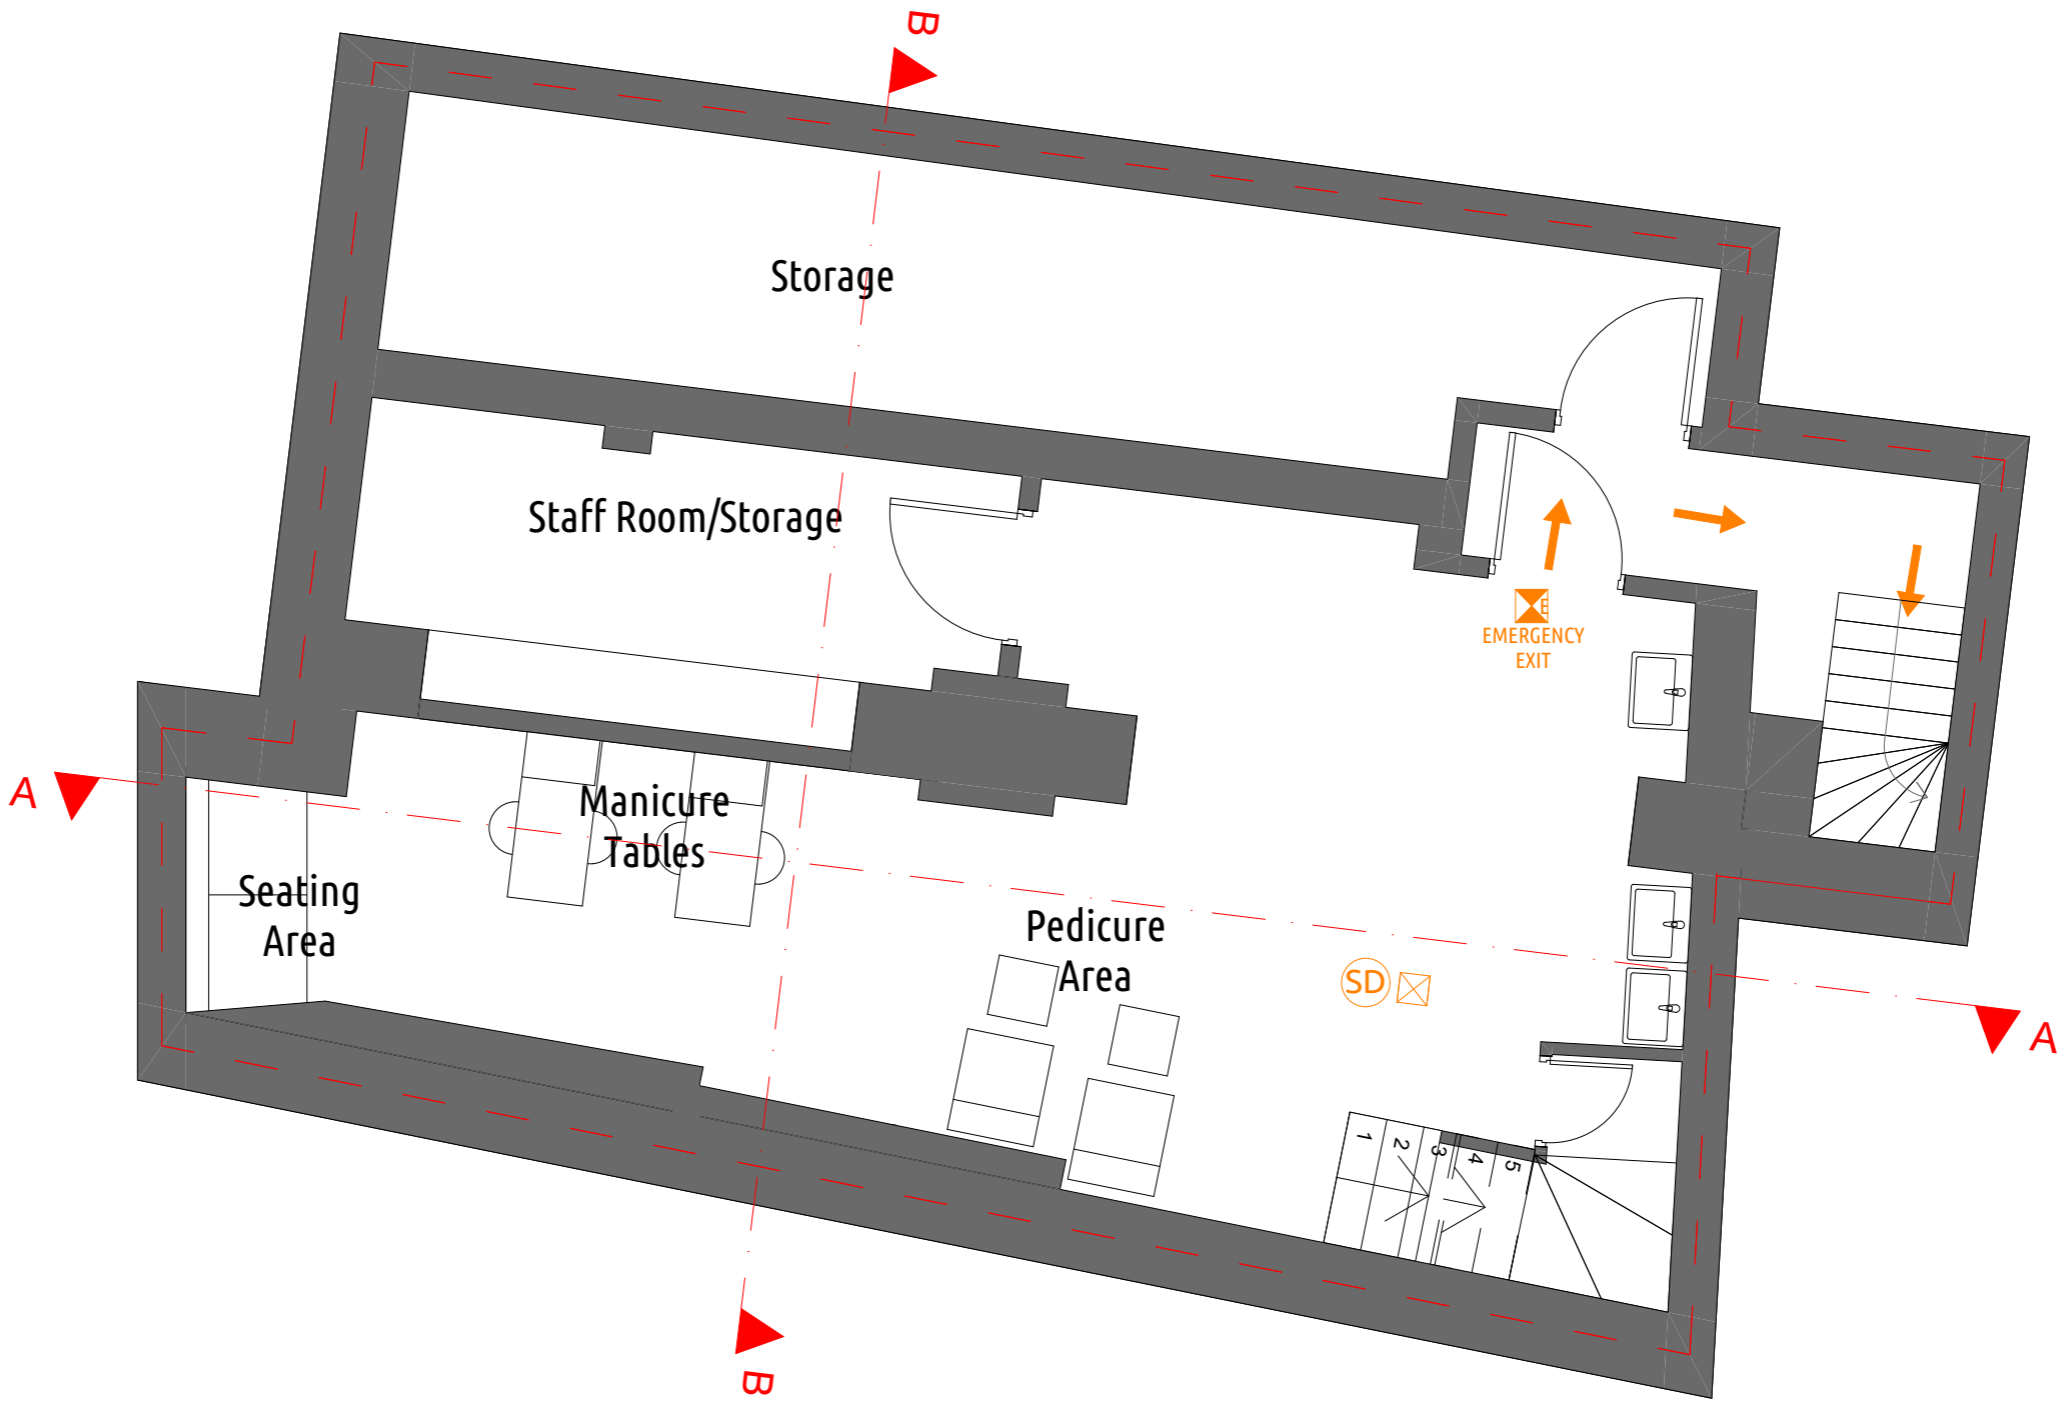 B
Storage
Staff Room/Storage
E
EMERGENCY
EXIT
A
Manicure
Tables
Seating
Area
Pedicure
Area
SD
A
1
2
3
4
5
B